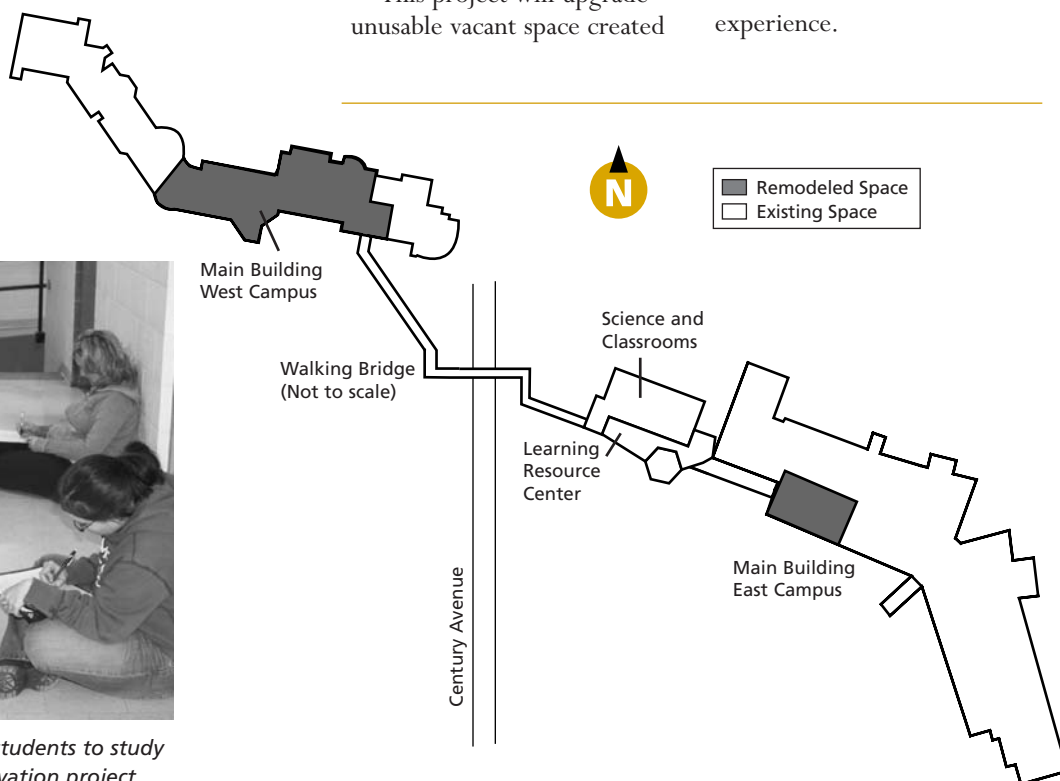 This project will upgrade
unusable vacant space created
experience.
N
Remodeled Space
Existing Space
Main Building
West Campus
Science and
Classrooms
Walking Bridge
(Not to scale)
Learning
Resource
Center
Main Building
East Campus
Century Avenue
students to study
vation project